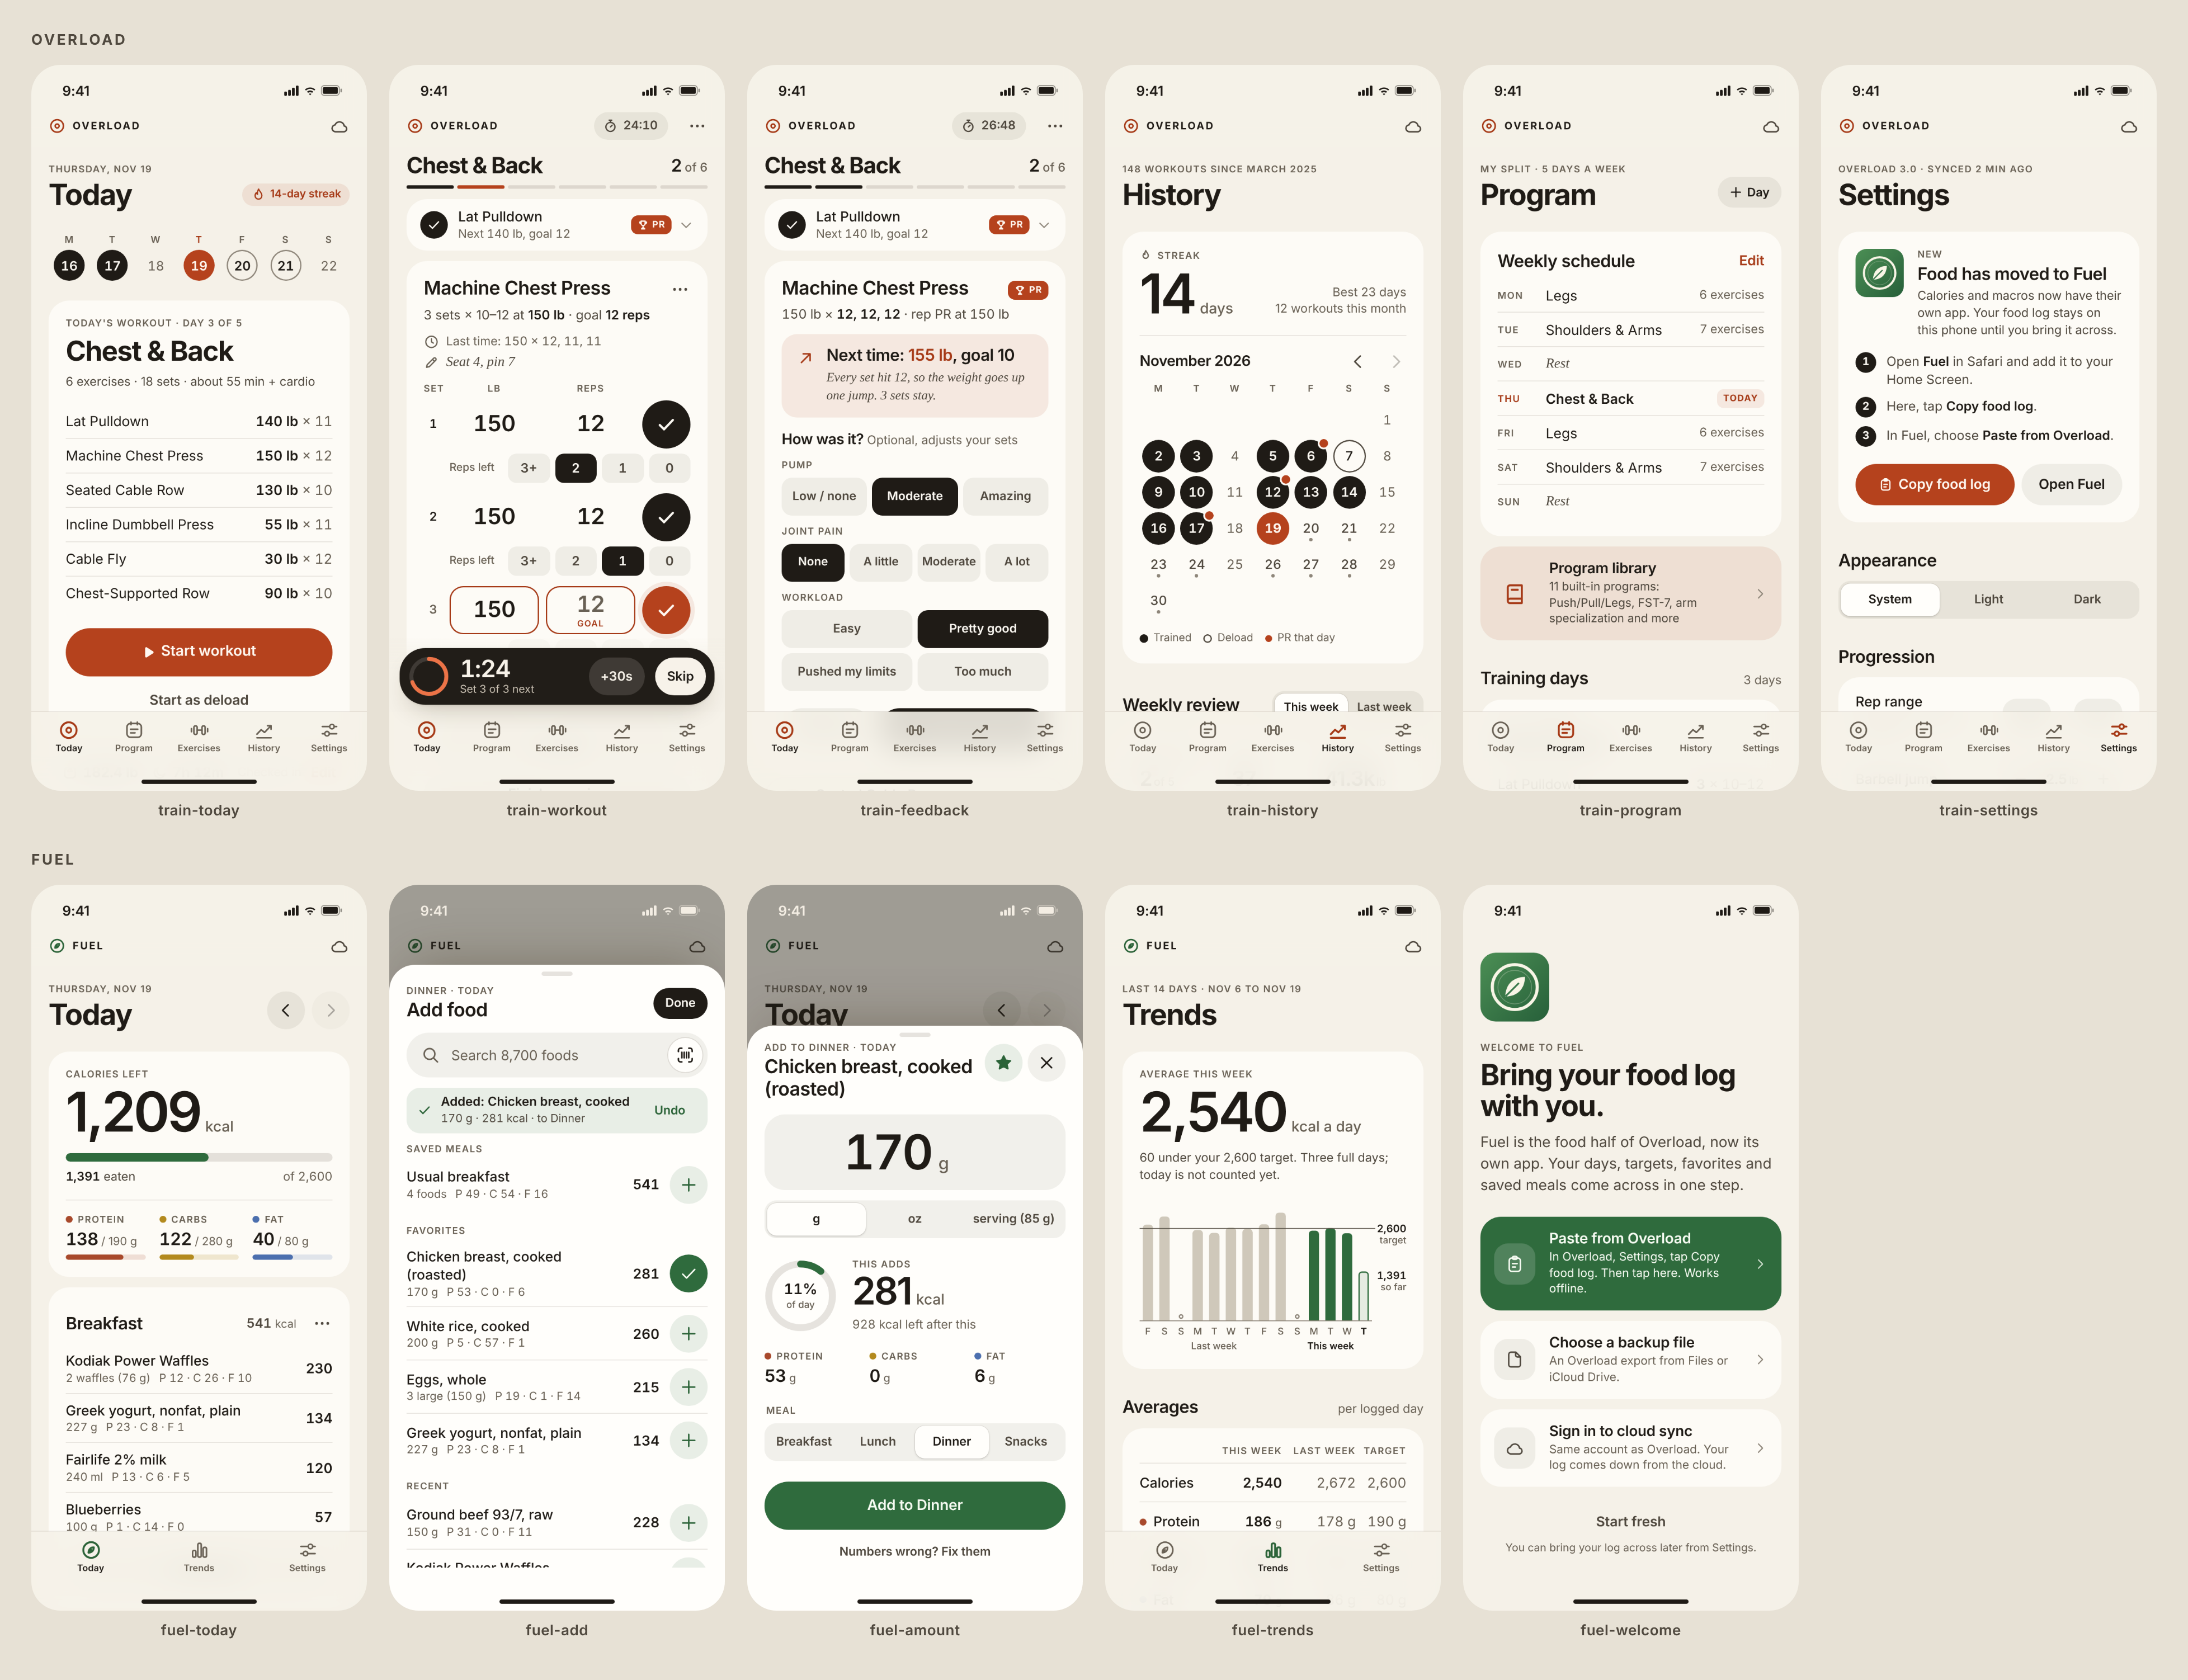 OVERLOAD
9:41
OVERLOAD
THURSDAY, NOV 19
Today
14-day streak
M T W T F S S
16 17 18 19 20 21 22
TODAY'S WORKOUT · DAY 3 OF 5
Chest & Back
6 exercises · 18 sets · about 55 min + cardio
Lat Pulldown 140 lb × 11
Machine Chest Press 150 lb × 12
Seated Cable Row 130 lb × 10
Incline Dumbbell Press 55 lb × 11
Cable Fly 30 lb × 12
Chest-Supported Row 90 lb × 10
Start workout
Start as deload
Today Program Exercises History Settings
train-today
9:41
OVERLOAD 24:10
Chest & Back 2 of 6
Lat Pulldown
Next 140 lb, goal 12
PR
Machine Chest Press
3 sets × 10–12 at 150 lb · goal 12 reps
Last time: 150 × 12, 11, 11
Seat 4, pin 7
SET LB REPS
1 150 12
Reps left 3+ 2 1 0
2 150 12
Reps left 3+ 2 1 0
3 150 12
GOAL
1:24
Set 3 of 3 next
+30s Skip
Today Program Exercises History Settings
train-workout
9:41
OVERLOAD 26:48
Chest & Back 2 of 6
Lat Pulldown
Next 140 lb, goal 12
PR
Machine Chest Press PR
150 lb × 12, 12, 12 · rep PR at 150 lb
Next time: 155 lb, goal 10
Every set hit 12, so the weight goes up
one jump. 3 sets stay.
How was it? Optional, adjusts your sets
PUMP
Low / none Moderate Amazing
JOINT PAIN
None A little Moderate A lot
WORKLOAD
Easy Pretty good
Pushed my limits Too much
Today Program Exercises History Settings
train-feedback
9:41
OVERLOAD
148 WORKOUTS SINCE MARCH 2025
History
STREAK
14 days
Best 23 days
12 workouts this month
November 2026
M T W T F S S
1
2 3 4 5 6 7 8
9 10 11 12 13 14 15
16 17 18 19 20 21 22
23 24 25 26 27 28 29
30
Trained Deload PR that day
Weekly review This week Last week
Today Program Exercises History Settings
train-history
9:41
OVERLOAD
MY SPLIT · 5 DAYS A WEEK
Program
+ Day
Weekly schedule Edit
MON Legs 6 exercises
TUE Shoulders & Arms 7 exercises
WED Rest
THU Chest & Back TODAY
FRI Legs 6 exercises
SAT Shoulders & Arms 7 exercises
SUN Rest
Program library
11 built-in programs:
Push/Pull/Legs, FST-7, arm
specialization and more
Training days 3 days
Today Program Exercises History Settings
Lat Pulldown 3 × 10–12
train-program
9:41
OVERLOAD
OVERLOAD 3.0 · SYNCED 2 MIN AGO
Settings
NEW
Food has moved to Fuel
Calories and macros now have their
own app. Your food log stays on
this phone until you bring it across.
1 Open Fuel in Safari and add it to your
Home Screen.
2 Here, tap Copy food log.
3 In Fuel, choose Paste from Overload.
Copy food log Open Fuel
Appearance
System Light Dark
Progression
Rep range
Today Program Exercises History Settings
train-settings
FUEL
9:41
FUEL
THURSDAY, NOV 19
Today
CALORIES LEFT
1,209 kcal
1,391 eaten of 2,600
PROTEIN CARBS FAT
138 / 190 g 122 / 280 g 40 / 80 g
Breakfast 541 kcal
Kodiak Power Waffles 230
2 waffles (76 g) P 12 · C 26 · F 10
Greek yogurt, nonfat, plain 134
227 g P 23 · C 8 · F 1
Fairlife 2% milk 120
240 ml P 13 · C 6 · F 5
Blueberries 57
100 g P 1 · C 14 · F 0
Today Trends Settings
fuel-today
9:41
FUEL
DINNER · TODAY
Add food
Done
Search 8,700 foods
Added: Chicken breast, cooked
170 g · 281 kcal · to Dinner
Undo
SAVED MEALS
Usual breakfast 541
4 foods P 49 · C 54 · F 16
FAVORITES
Chicken breast, cooked
(roasted) 281
170 g P 53 · C 0 · F 6
White rice, cooked 260
200 g P 5 · C 57 · F 1
Eggs, whole 215
3 large (150 g) P 19 · C 1 · F 14
Greek yogurt, nonfat, plain 134
227 g P 23 · C 8 · F 1
RECENT
Ground beef 93/7, raw 228
150 g P 31 · C 0 · F 11
Kodiak Power Waffles
fuel-add
9:41
FUEL
THURSDAY, NOV 19
Today
ADD TO DINNER · TODAY
Chicken breast, cooked
(roasted)
170 g
g oz serving (85 g)
11%
of day
THIS ADDS
281 kcal
928 kcal left after this
PROTEIN CARBS FAT
53 g 0 g 6 g
MEAL
Breakfast Lunch Dinner Snacks
Add to Dinner
Numbers wrong? Fix them
fuel-amount
9:41
FUEL
LAST 14 DAYS · NOV 6 TO NOV 19
Trends
AVERAGE THIS WEEK
2,540 kcal a day
60 under your 2,600 target. Three full days;
today is not counted yet.
2,600
target
1,391
so far
F S S M T W T F S S M T W T
Last week This week
Averages per logged day
THIS WEEK LAST WEEK TARGET
Calories 2,540 2,672 2,600
Protein 186 g 178 g 190 g
Today Trends Settings
Fat
fuel-trends
9:41
WELCOME TO FUEL
Bring your food log
with you.
Fuel is the food half of Overload, now its
own app. Your days, targets, favorites and
saved meals come across in one step.
Paste from Overload
In Overload, Settings, tap Copy
food log. Then tap here. Works
offline.
Choose a backup file
An Overload export from Files or
iCloud Drive.
Sign in to cloud sync
Same account as Overload. Your
log comes down from the cloud.
Start fresh
You can bring your log across later from Settings.
fuel-welcome